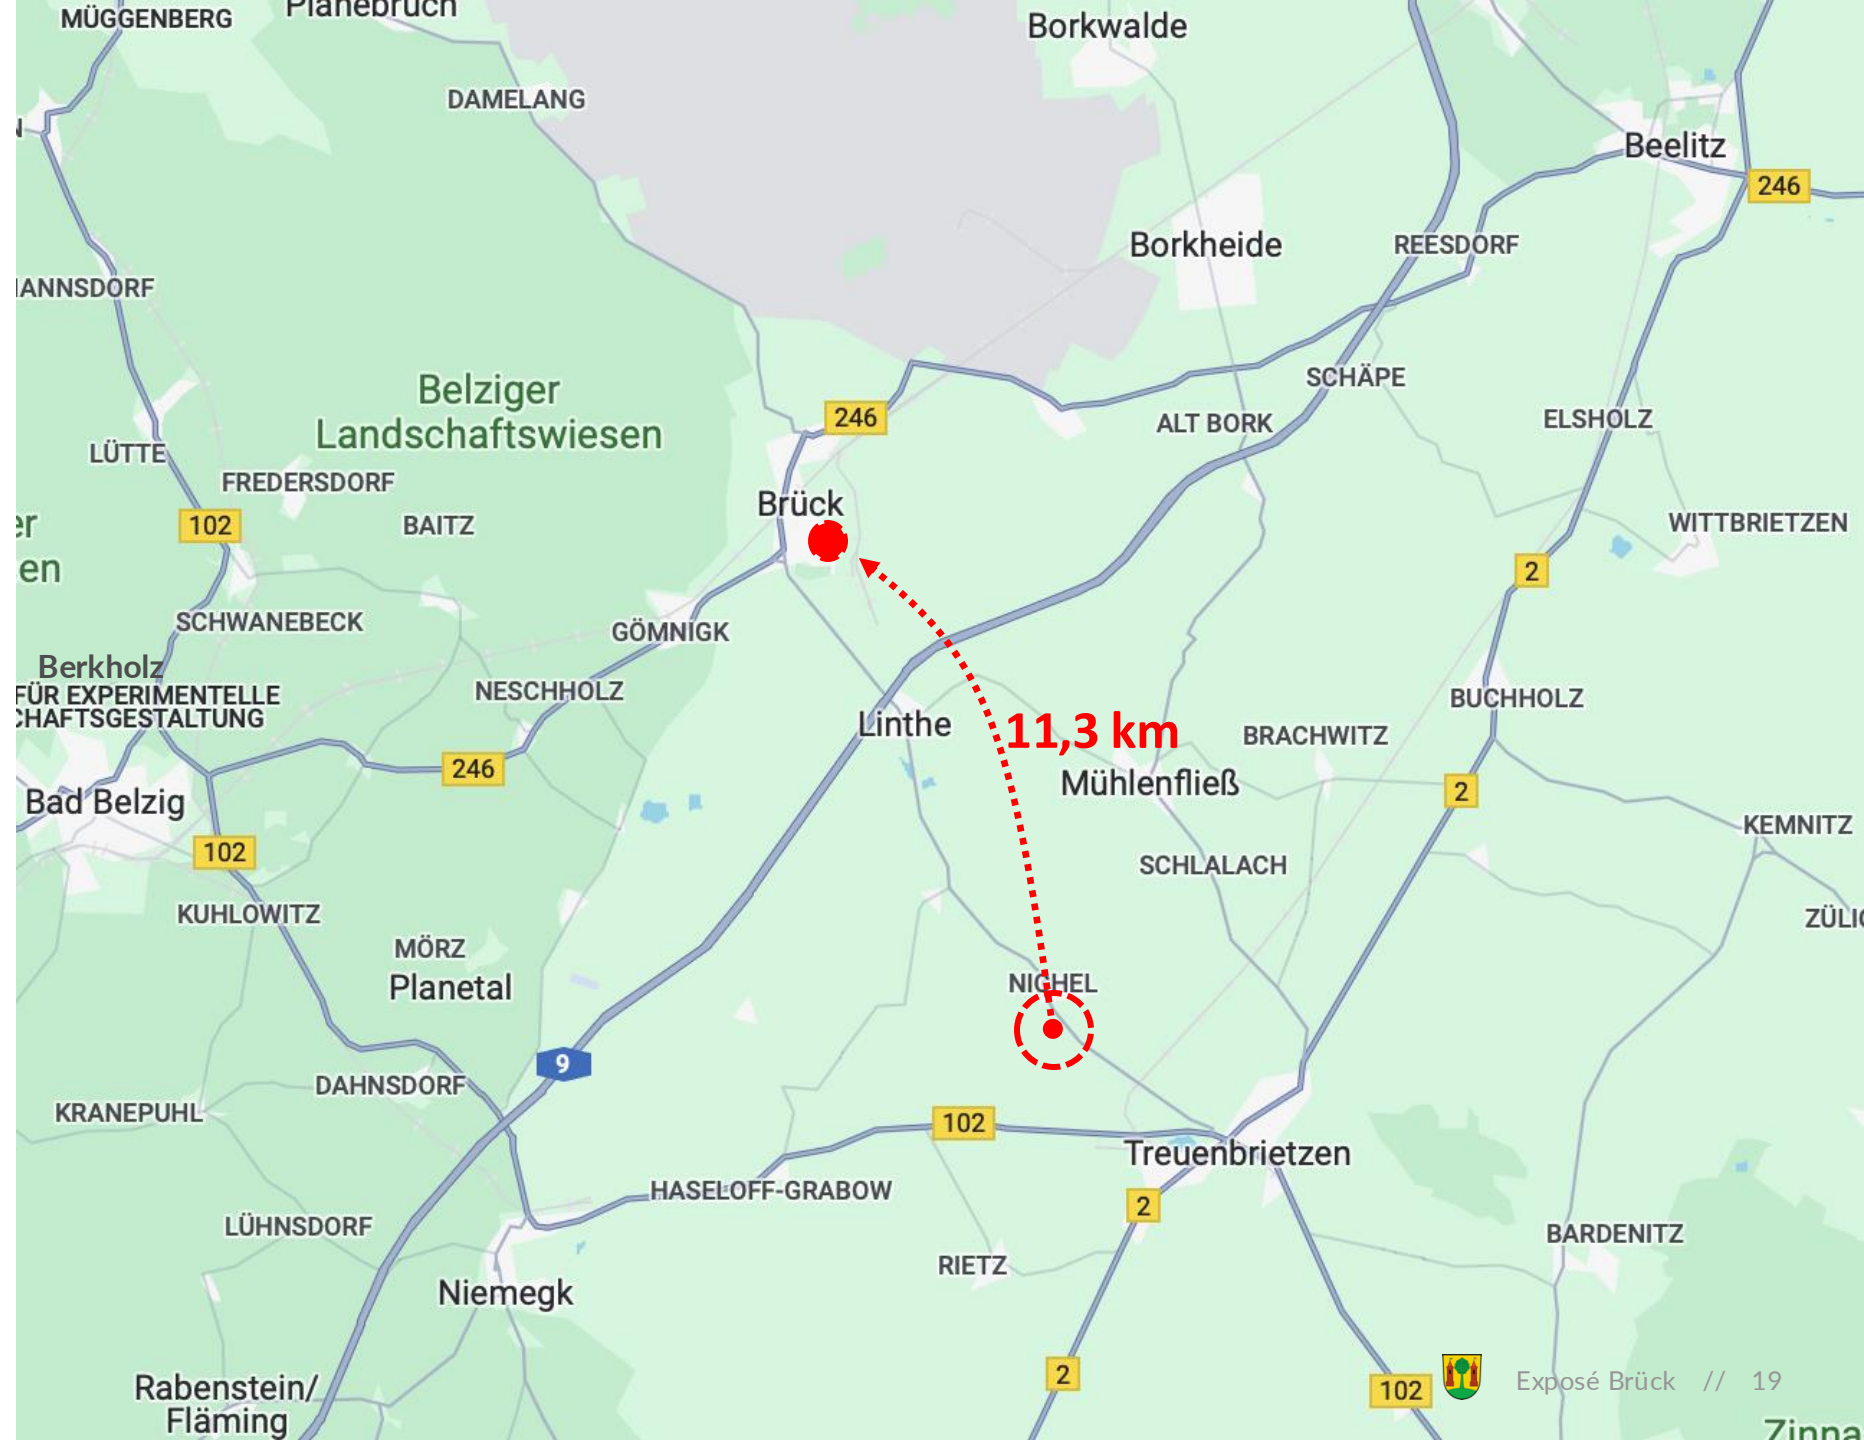 Planebruch
MÜGGENBERG
Borkwalde
DAMELANG
Beelitz
246
Borkheide
REESDORF
ANNSDORF
SCHÄPE
Belziger
Landschaftswiesen
246
ALT BORK
ELSHOLZ
LÜTTE
FREDERSDORF
Brück
102
BAITZ
WITTBRIETZEN
er
en
2
SCHWANEBECK
GÖMNIGK
Berkholz
FÜR EXPERIMENTELLE
CHAFTSGESTALTUNG
NESCHHOLZ
BUCHHOLZ
Linthe
11,3 km
BRACHWITZ
246
Mühlenfließ
2
Bad Belzig
KEMNITZ
102
SCHLALACH
KUHLOWITZ
ZÜLI
MÖRZ
Planetal
NICHEL
9
DAHNSDORF
KRANEPUHL
102
Treuenbrietzen
HASELOFF-GRABOW
2
LÜHNSDORF
BARDENITZ
RIETZ
Niemegk
2
102
Rabenstein/
Fläming
Exposé Brück // 19
Zinna